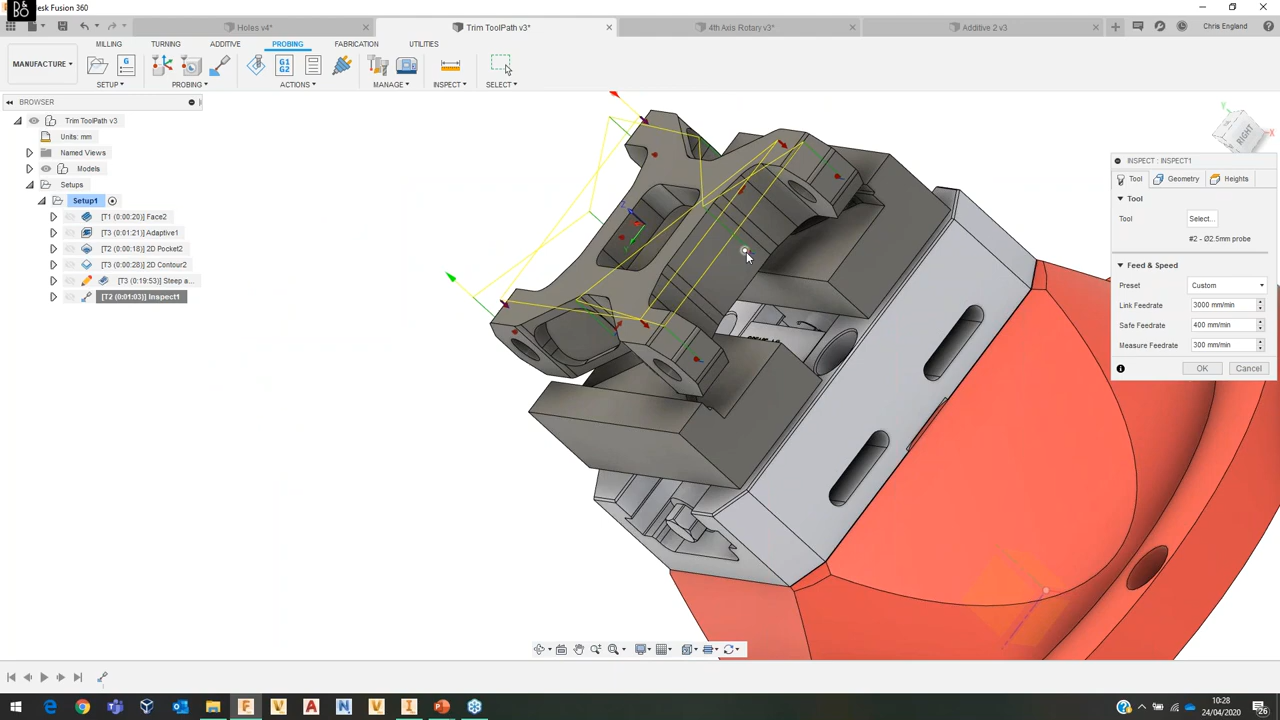 B&O
desk Fusion 360
Holes v4*
Trim ToolPath v3*
4th Axis Rotary v3*
Additive 2 v3
Chris England
MANUFACTURE
MILLING TURNING ADDITIVE PROBING FABRICATION UTILITIES
G
G1
G2
SETUP
PROBING
ACTIONS
MANAGE
INSPECT
SELECT
BROWSER
Trim ToolPath v3
Units: mm
Named Views
Models
Setups
Setup1
[T1 (0:00:20)] Face2
[T3 (0:01:21)] Adaptive1
[T2 (0:00:18)] 2D Pocket2
[T3 (0:00:28)] 2D Contour2
[T3 (0:19:53)] Steep a...
[T2 (0:01:03)] Inspect1
Y
X
RIGHT
INSPECT : INSPECT1
Tool Geometry Heights
Tool
Tool Select...
#2 - Ø2.5mm probe
Feed & Speed
Preset Custom
Link Feedrate 3000 mm/min
Safe Feedrate 400 mm/min
Measure Feedrate 300 mm/min
OK Cancel
10:28
24/04/2020
26